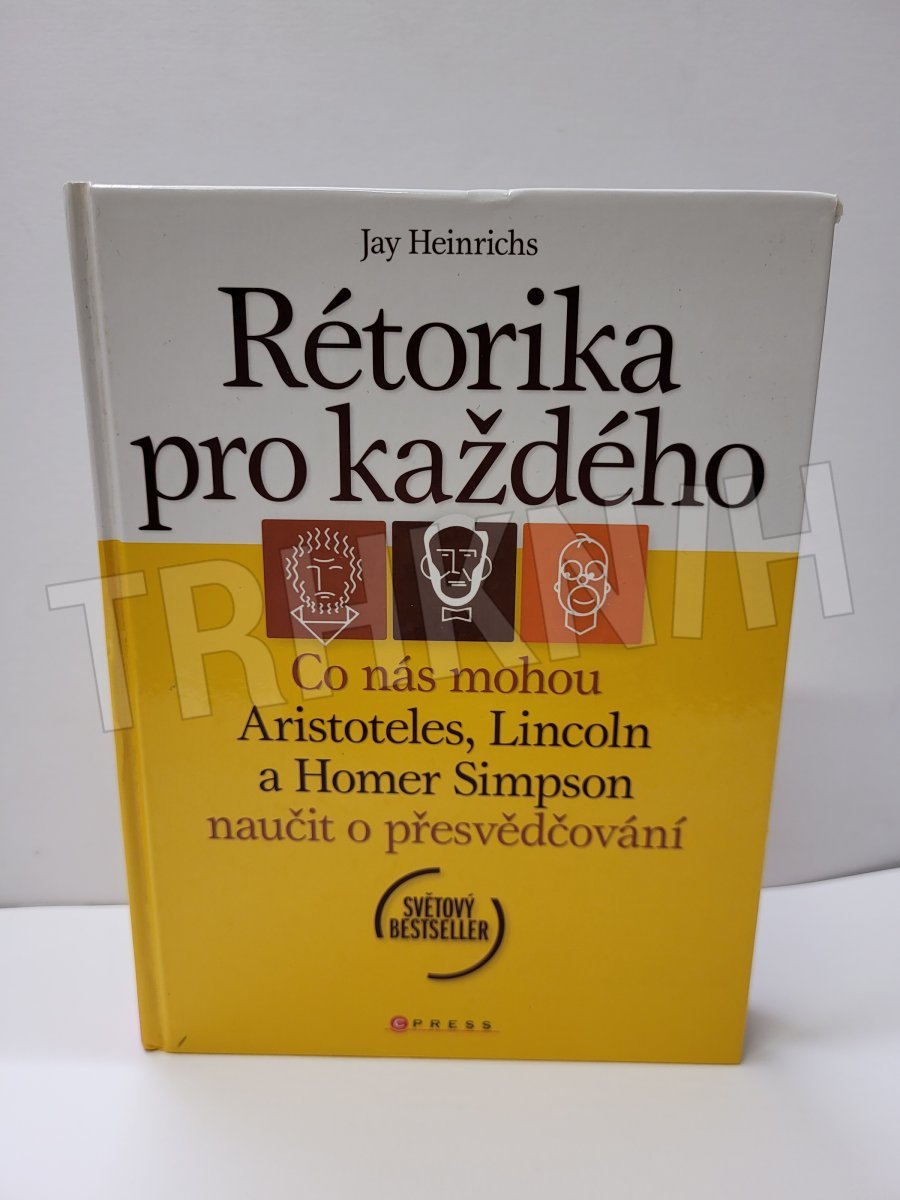 Jay Heinrichs
Rétorika
pro každého
TRHKNIH
Co nás mohou
Aristoteles, Lincoln
a Homer Simpson
naučit o přesvědčování
SVĚTOVÝ
BESTSELLER
CPRESS